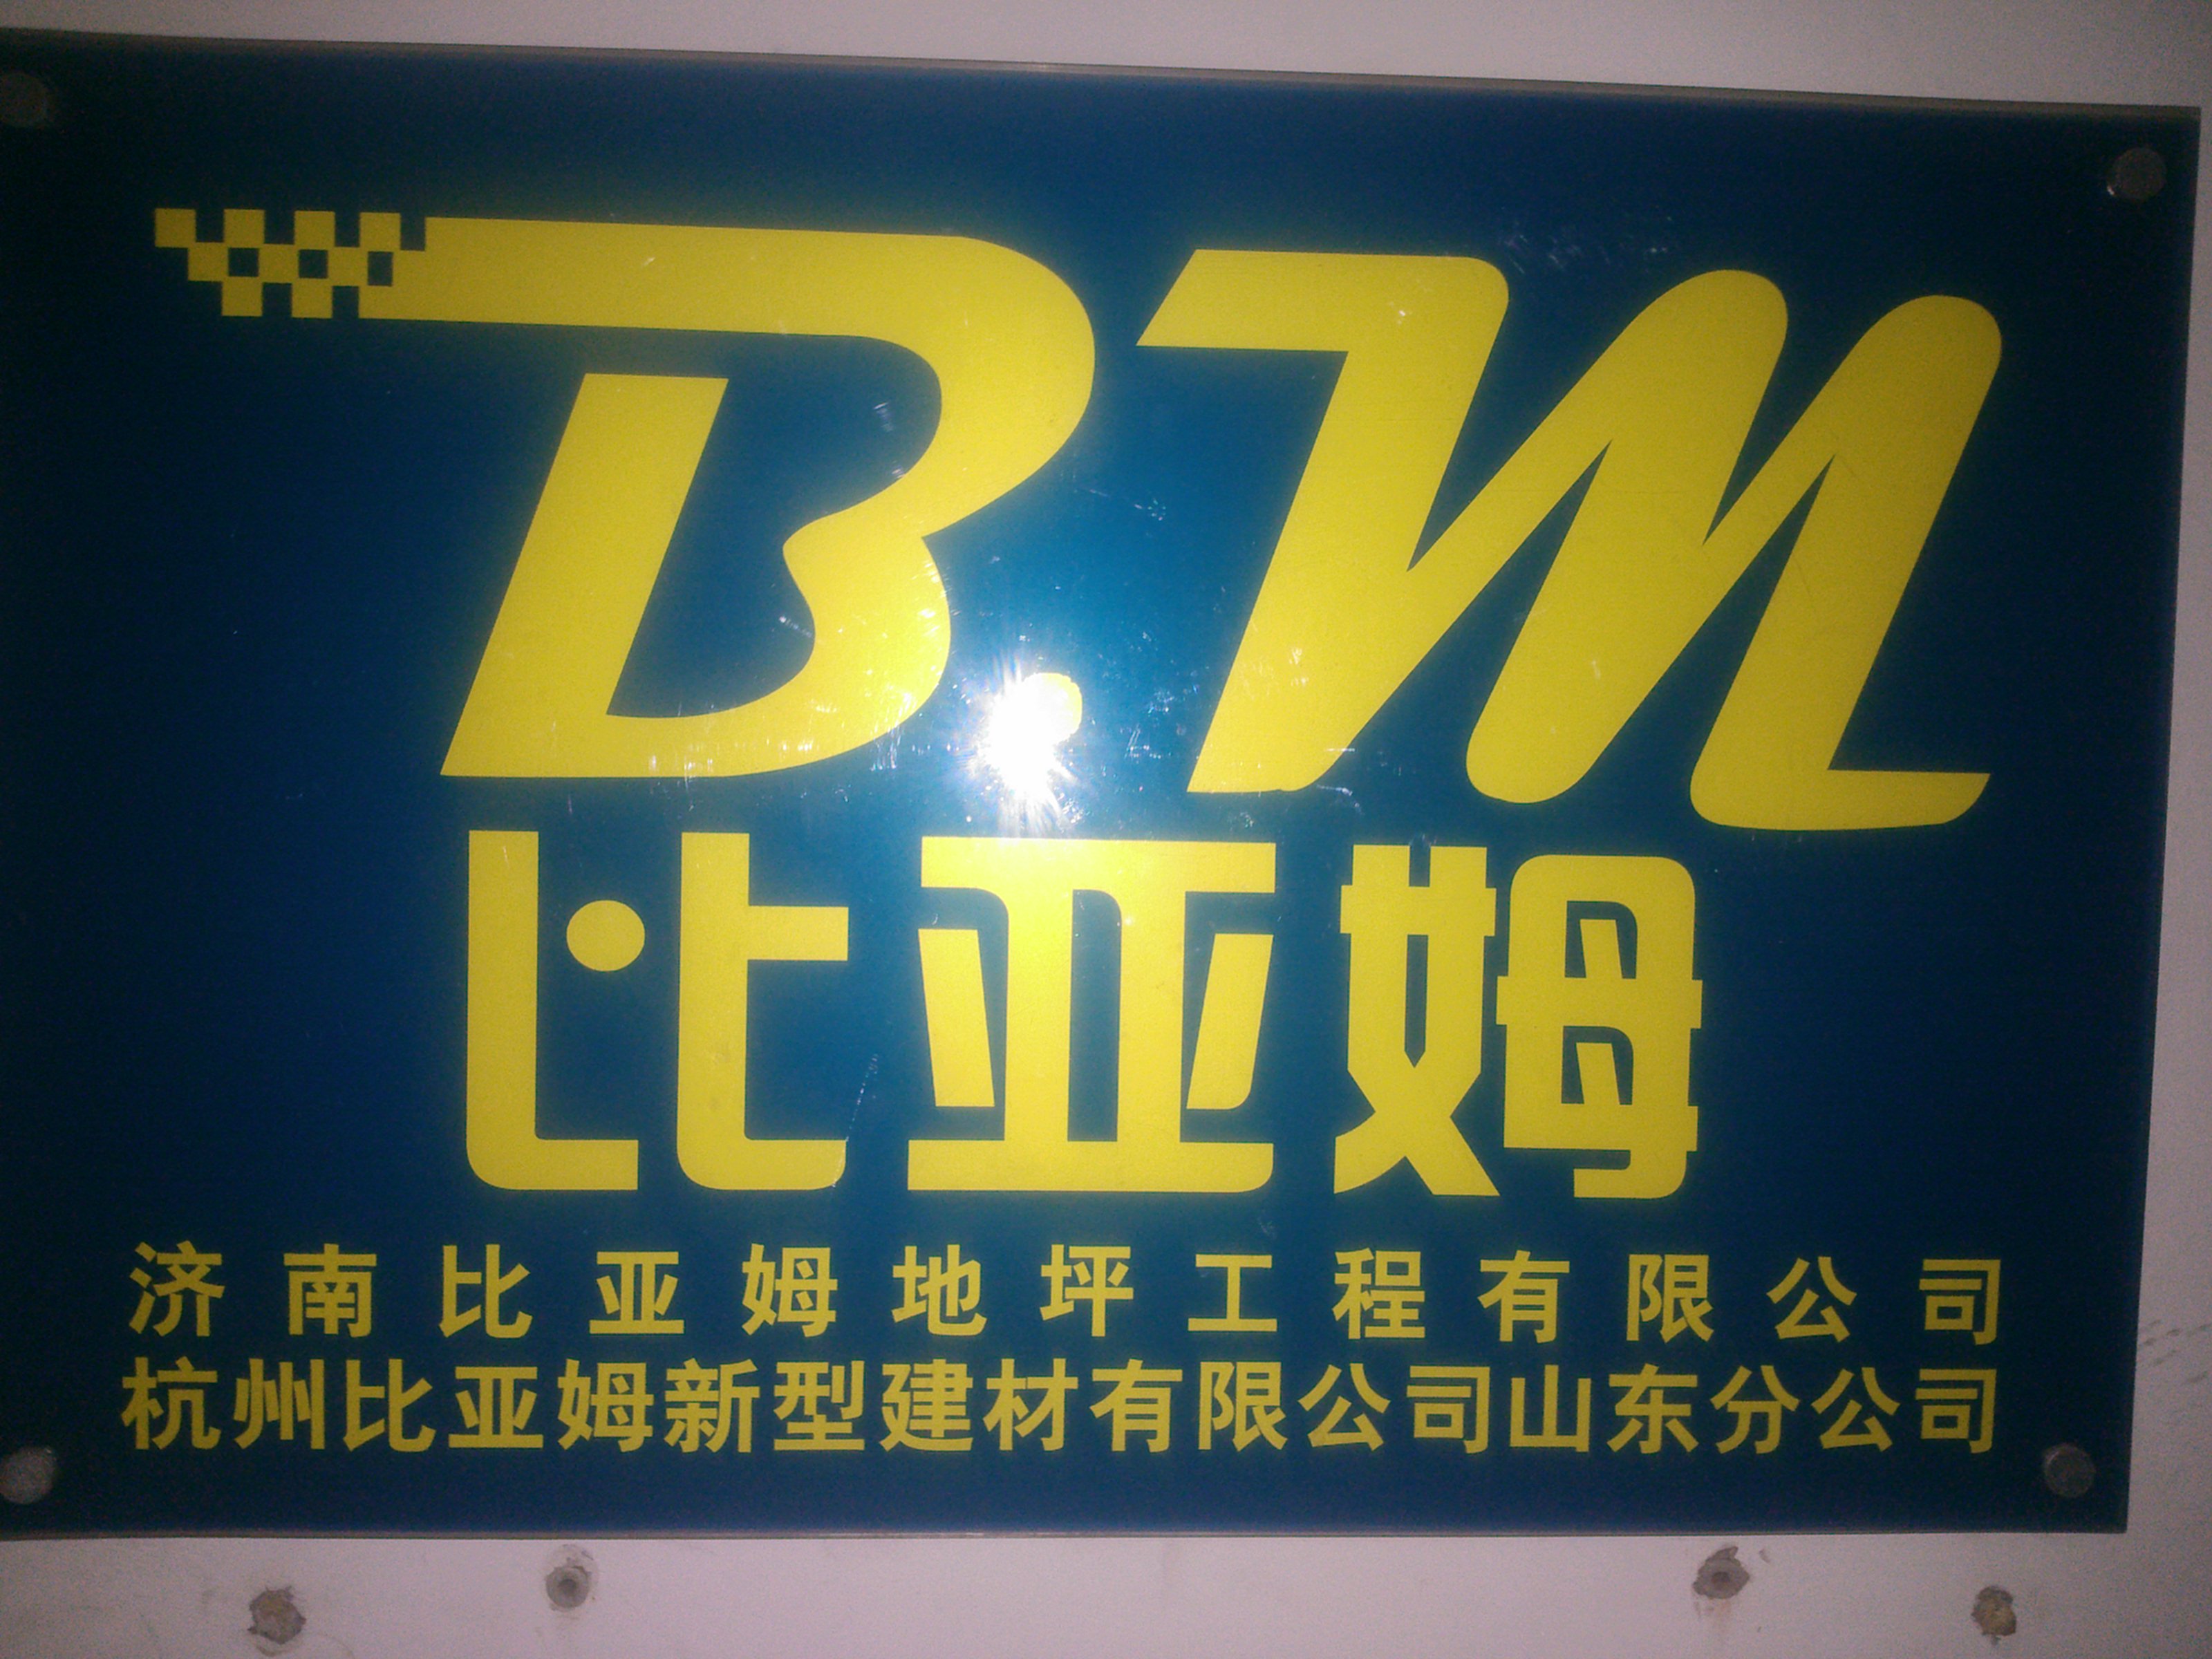 B.M
比亚姆
济南比亚姆地坪工程有限公司
杭州比亚姆新型建材有限公司山东分公司